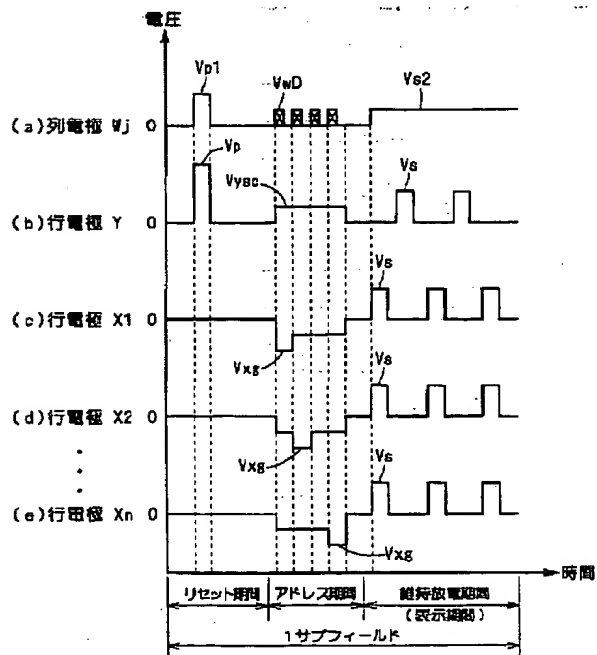 電圧
Vp1
VwD
Vs2
(a)列電極 Wj 0
Vp
Vysc
Vs
(b)行電極 Y 0
Vs
(c)行電極 X1 0
Vxg
Vs
(d)行電極 X2 0
Vxg
Vs
(e)行電極 Xn 0
Vxg
時間
リセット期間 アドレス期間 維持放電期間
(表示期間)
1サブフィールド